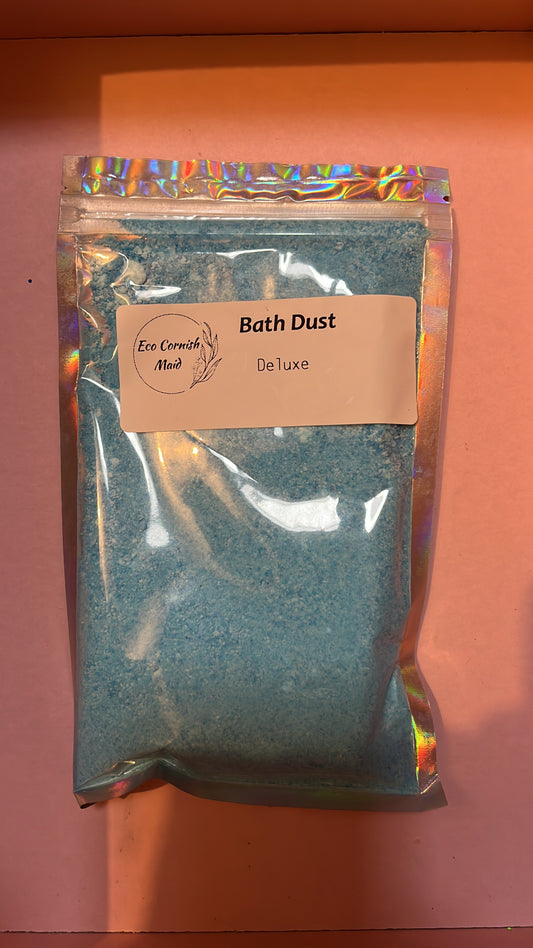 Eco Cornish
Maid
Bath Dust
Deluxe